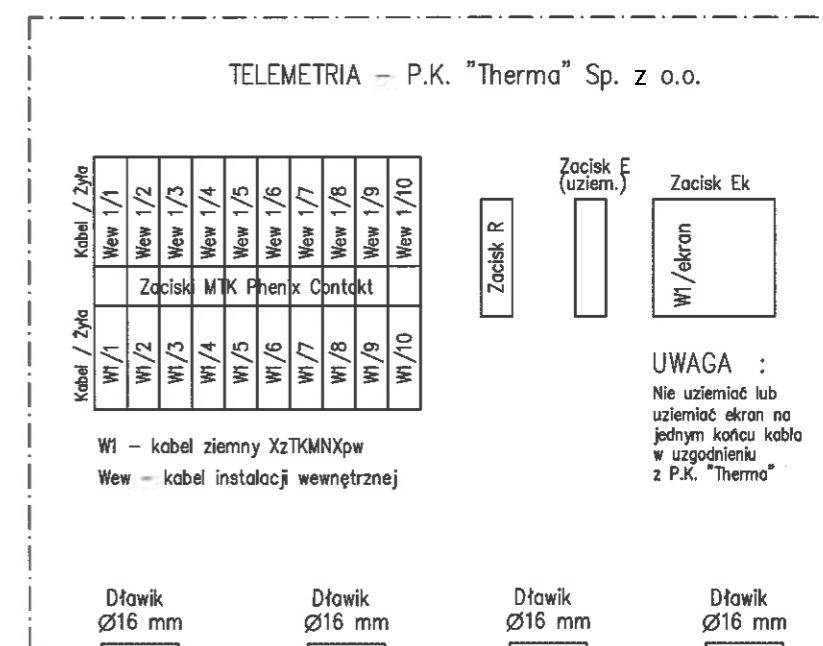 TELEMETRIA – P.K. "Therma" Sp. z o.o.
Kabel / Żyła
Wew 1/1
Wew 1/2
Wew 1/3
Wew 1/4
Wew 1/5
Wew 1/6
Wew 1/7
Wew 1/8
Wew 1/9
Wew 1/10
Zaciski MTK Phenix Contakt
Kabel / Żyła
W1/1
W1/2
W1/3
W1/4
W1/5
W1/6
W1/7
W1/8
W1/9
W1/10
Zacisk R
Zacisk E
(uziem.)
Zacisk Ek
W1/ekran
UWAGA :
Nie uziemiać lub
uziemiać ekran na
jednym końcu kabla
w uzgodnieniu
z P.K. "Therma"
W1 – kabel ziemny XzTKMNXpw
Wew – kabel instalacji wewnętrznej
Dławik
Ø16 mm
Dławik
Ø16 mm
Dławik
Ø16 mm
Dławik
Ø16 mm